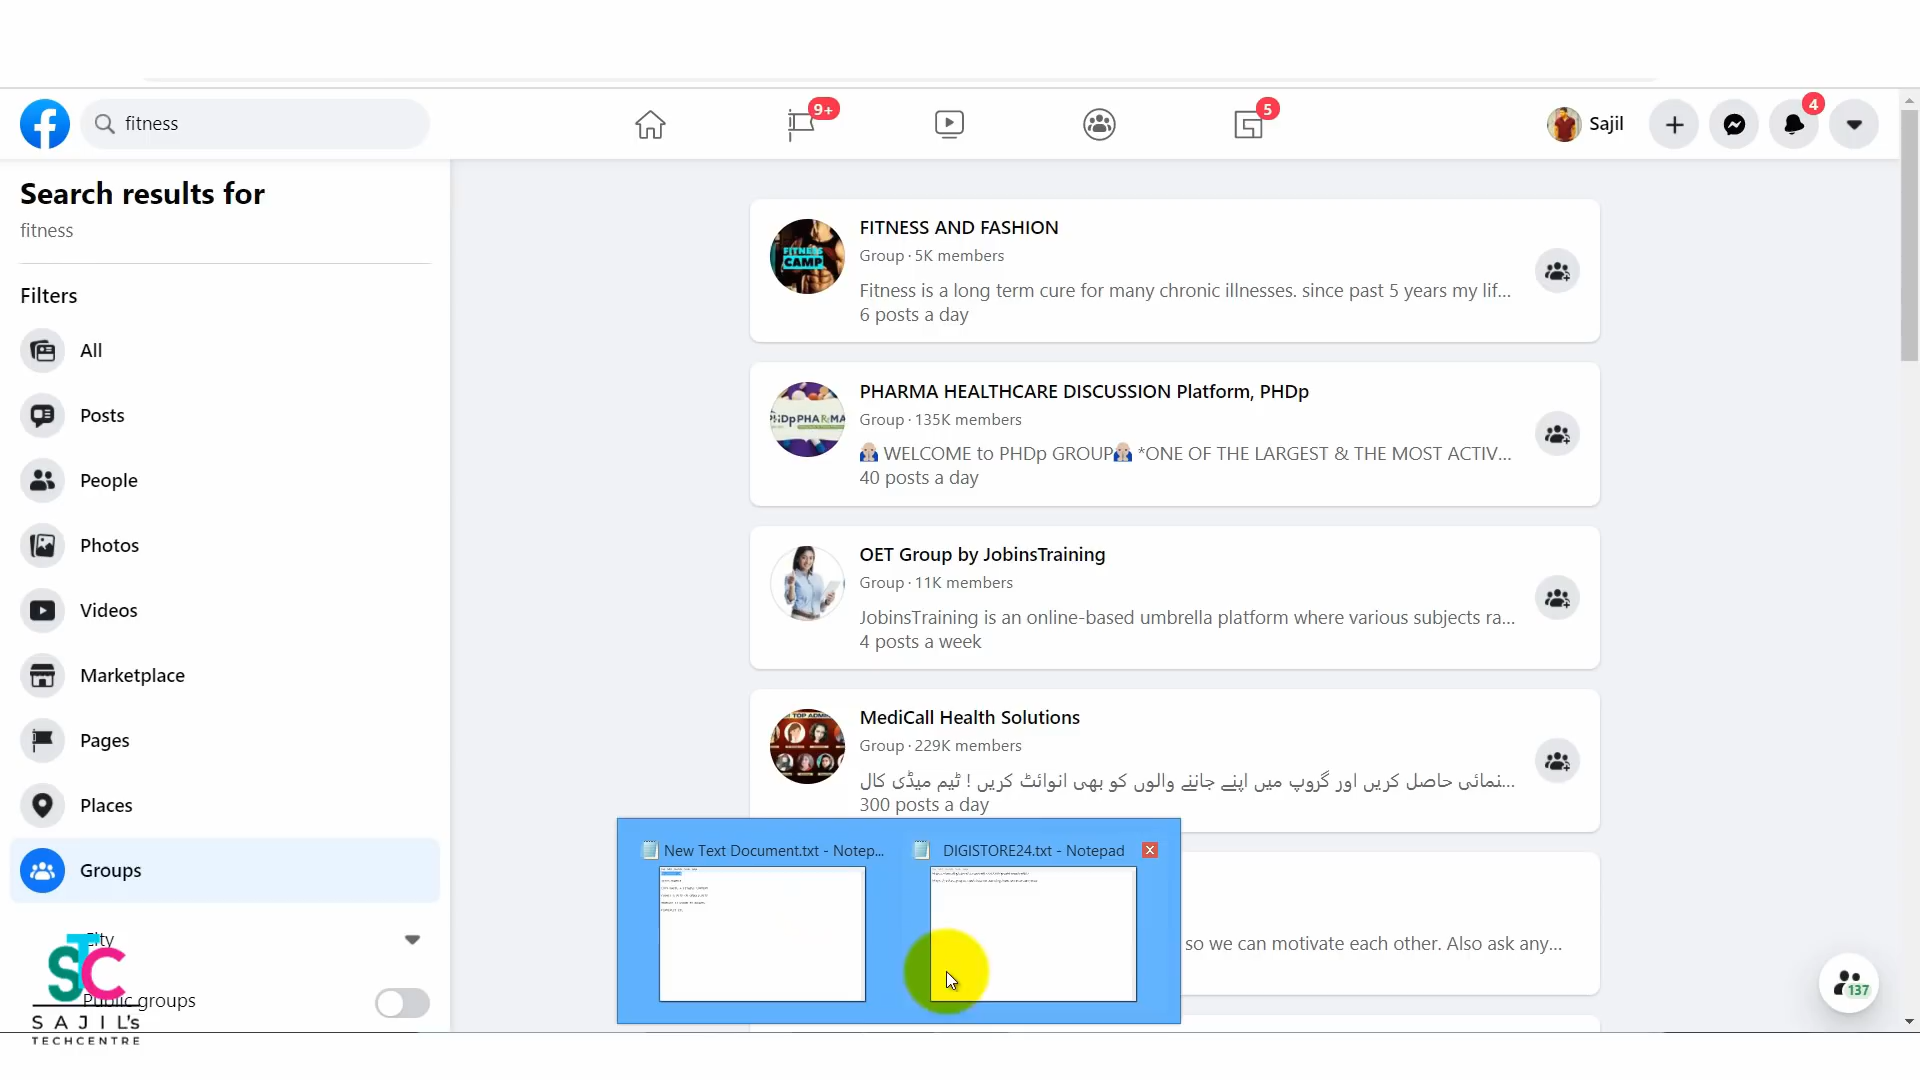 fitness
9+
5
Sajil
4
Search results for
fitness
Filters
All
Posts
People
Photos
Videos
Marketplace
Pages
Places
Groups
City
Public groups
STC
SAJIL's
TECHCENTRE
FITNESS AND FASHION
Group · 5K members
Fitness is a long term cure for many chronic illnesses. since past 5 years my lif...
6 posts a day
FITNESS
CAMP
PHARMA HEALTHCARE DISCUSSION Platform, PHDp
Group · 135K members
WELCOME to PHDp GROUP *ONE OF THE LARGEST & THE MOST ACTIV...
40 posts a day
OET Group by JobinsTraining
Group · 11K members
JobinsTraining is an online-based umbrella platform where various subjects ra...
4 posts a week
MediCall Health Solutions
Group · 229K members
...نمائی حاصل کریں اور گروپ میں اپنے جاننے والوں کو بھی انوائٹ کریں ! ٹیم میڈی کال
300 posts a day
so we can motivate each other. Also ask any...
New Text Document.txt - Notep...
DIGISTORE24.txt - Notepad
137